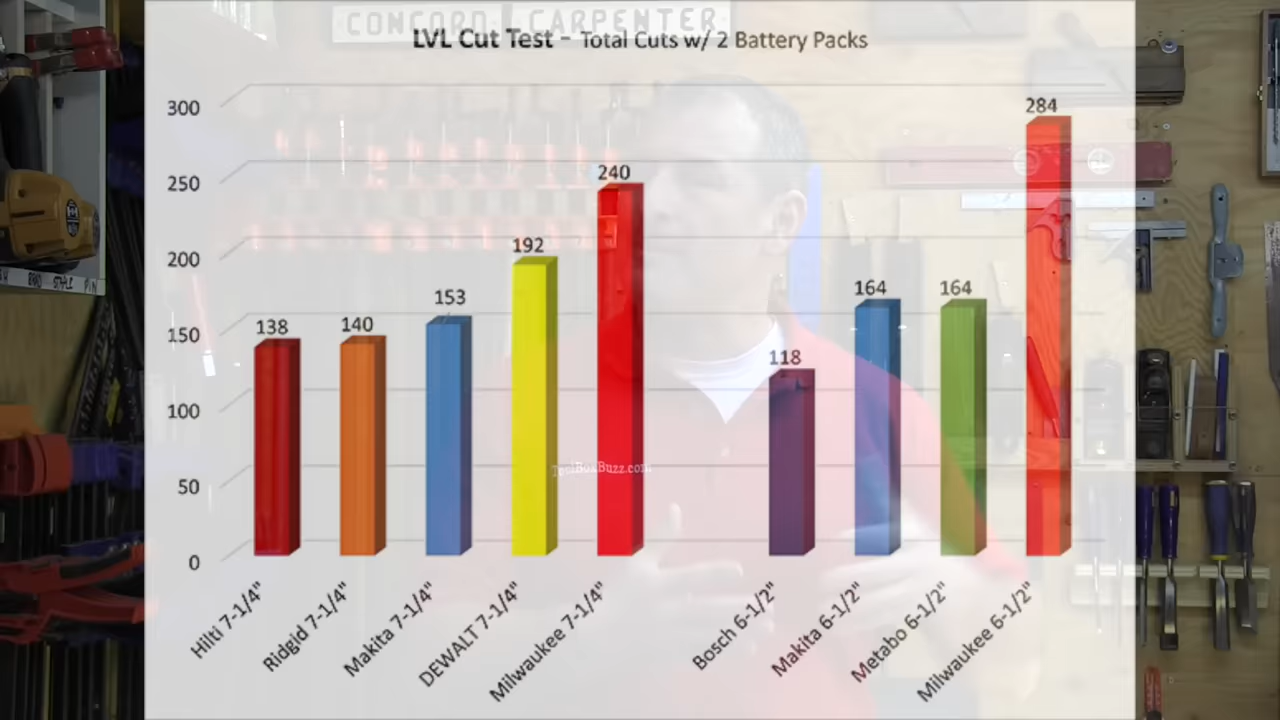 CONCORD CARPENTER
LVL Cut Test - Total Cuts w/ 2 Battery Packs
300
250
200
150
100
50
0
138
140
153
192
240
118
164
164
284
ToolBoxBuzz.com
Hilti 7-1/4"
Ridgid 7-1/4"
Makita 7-1/4"
DEWALT 7-1/4"
Milwaukee 7-1/4"
Bosch 6-1/2"
Makita 6-1/2"
Metabo 6-1/2"
Milwaukee 6-1/2"